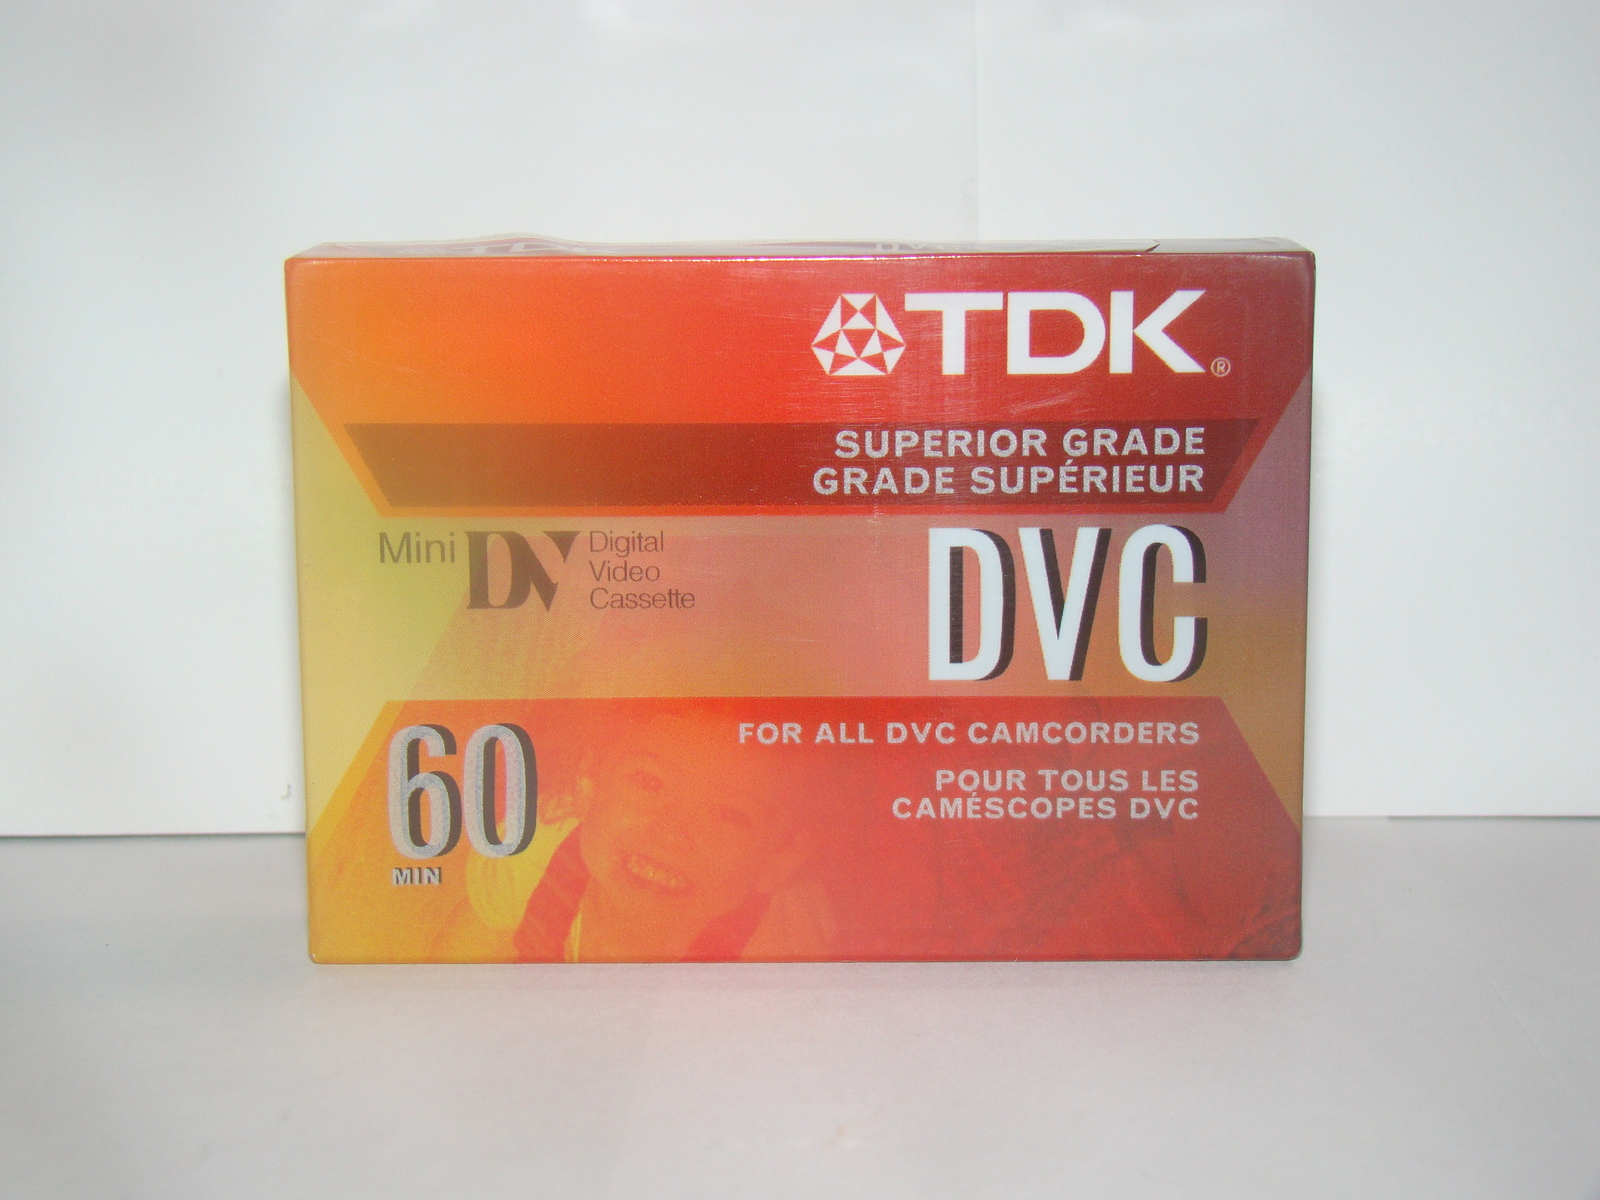 TDK®
SUPERIOR GRADE
GRADE SUPÉRIEUR
Mini DV Digital
Video
Cassette
DVC
60
MIN
FOR ALL DVC CAMCORDERS
POUR TOUS LES
CAMÉSCOPES DVC